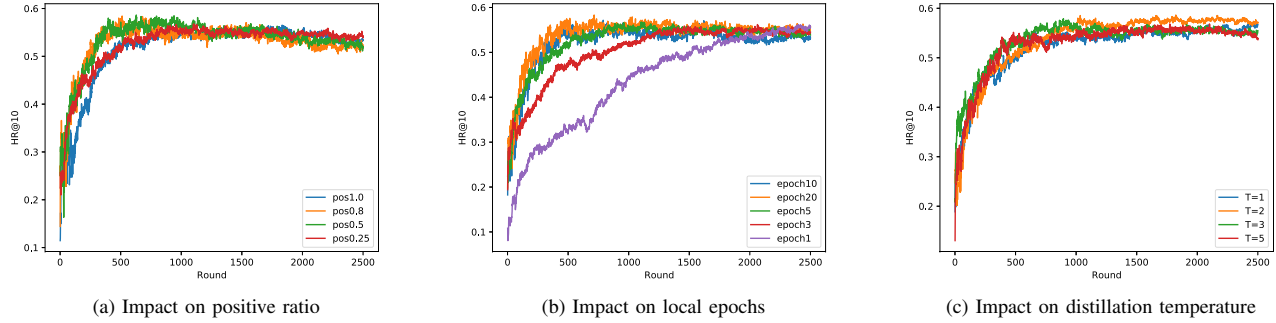 0.6
0.5
0.4
0.3
0.2
0.1
HR@10
0 500 1000 1500 2000 2500
Round
pos1.0
pos0.8
pos0.5
pos0.25
(a) Impact on positive ratio
0.6
0.5
0.4
0.3
0.2
0.1
HR@10
0 500 1000 1500 2000 2500
Round
epoch10
epoch20
epoch5
epoch3
epoch1
(b) Impact on local epochs
0.6
0.5
0.4
0.3
0.2
HR@10
0 500 1000 1500 2000 2500
Round
T=1
T=2
T=3
T=5
(c) Impact on distillation temperature